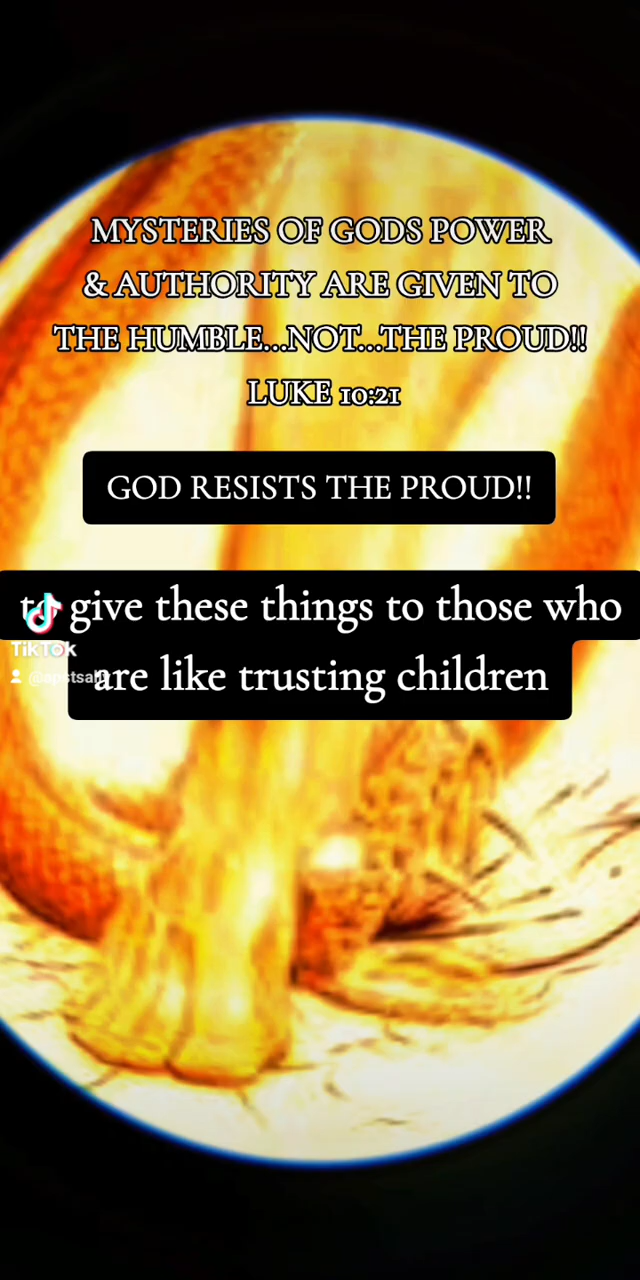 MYSTERIES OF GODS POWER
& AUTHORITY ARE GIVEN TO
THE HUMBLE...NOT...THE PROUD!!
LUKE 10:21
GOD RESISTS THE PROUD!!
to give these things to those who
TikTok
are like trusting children